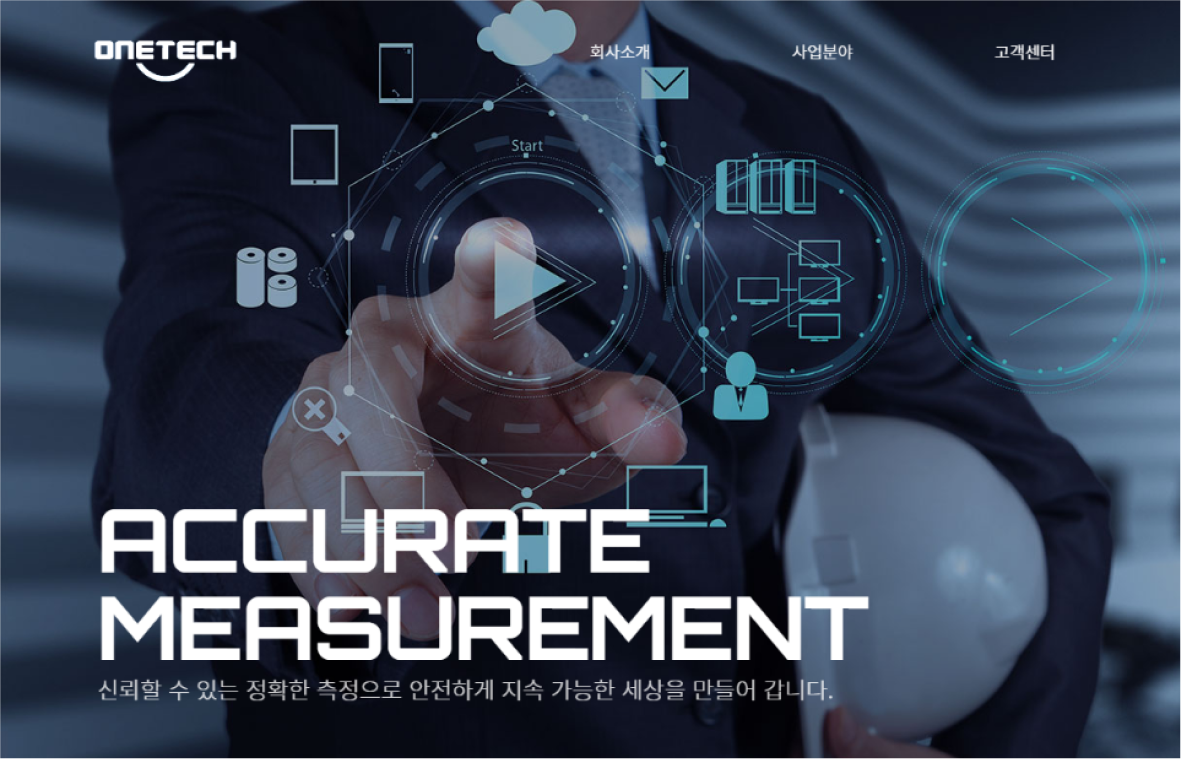 ONETECH
회사소개
사업분야
고객센터
Start
ACCURATE
MEASUREMENT
신뢰할 수 있는 정확한 측정으로 안전하게 지속 가능한 세상을 만들어 갑니다.